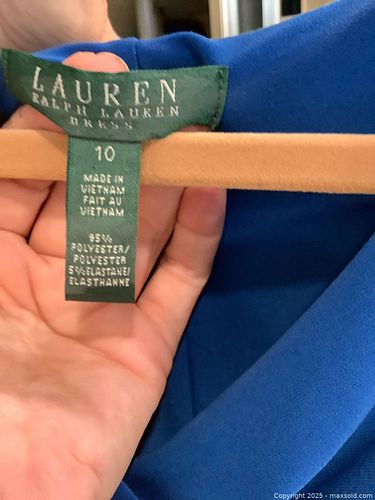 LAUREN
RALPH LAUREN
DRESS
10
MADE IN
VIETNAM
FAIT AU
VIETNAM
95%
POLYESTER/
POLYESTER
5%ELASTANE/
ELASTHANNE
Copyright 2025 - maxsold.com